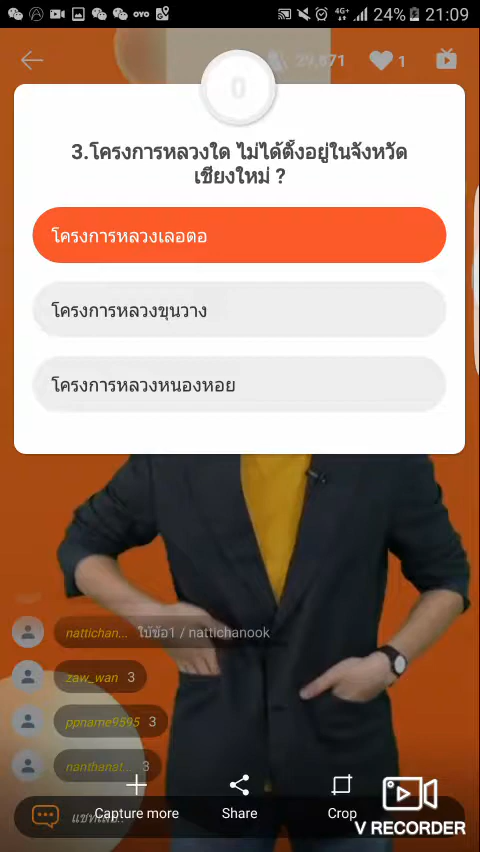 OYO
4G+
24%
21:09
29,871
1
0
3.โครงการหลวงใด ไม่ได้ตั้งอยู่ในจังหวัด
เชียงใหม่ ?
โครงการหลวงเลอตอ
โครงการหลวงขุนวาง
โครงการหลวงหนองหอย
nattichan... ใบ้ข้อ1 / nattichanook
zaw_wan 3
ppname9595 3
nanthanat... 3
Capture more
Share
Crop
V RECORDER